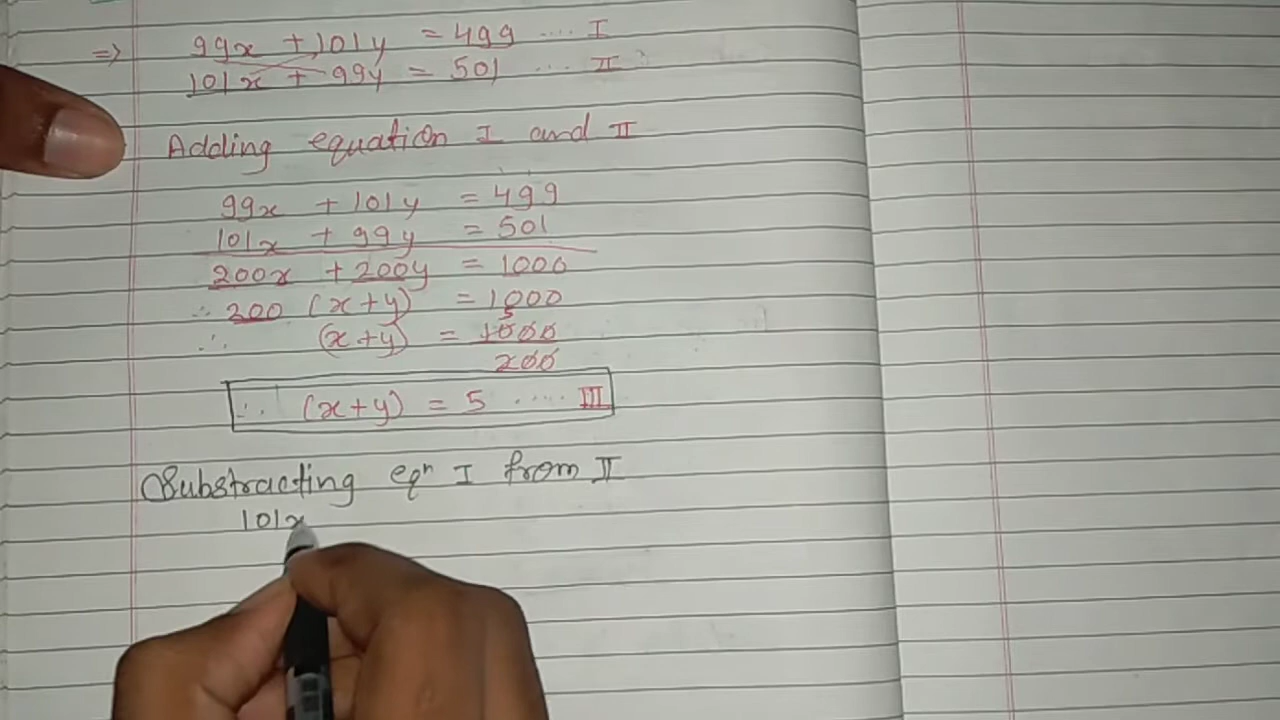 ⇒ 99x + 101y = 499 .... I
101x + 99y = 501 ... II
Adding equation I and II
99x + 101y = 499
101x + 99y = 501
200x + 200y = 1000
∴ 200 (x+y) = 1000
∴ (x+y) = 1000
5
200
∴ (x+y) = 5 ..... III
Substracting eqⁿ I from II
101x